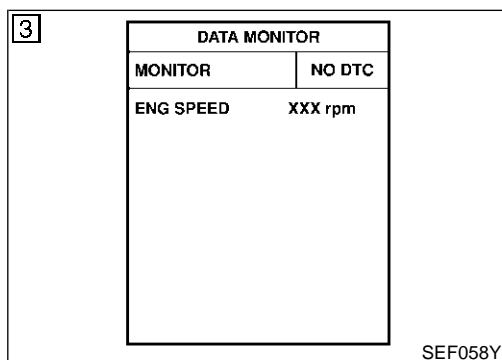 3
DATA MONITOR
MONITOR NO DTC
ENG SPEED XXX rpm
SEF058Y